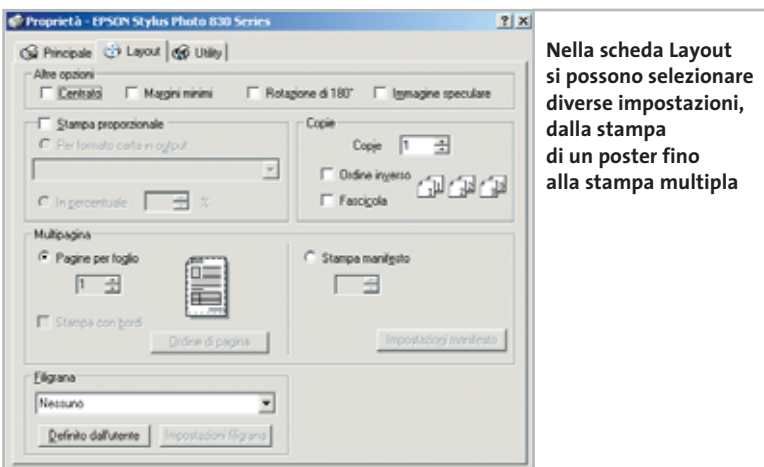 Proprietà - EPSON Stylus Photo 830 Series
Principale Layout Utility
Altre opzioni
Centrato Margini minimi Rotazione di 180° Immagine speculare
Stampa proporzionale
Per formato carta in output
In percentuale %
Copie
Copie 1
Ordine inverso
Fascicola
Multipagina
Pagine per foglio
1
Stampa con bordi
Ordine di pagina
Stampa manifesto
Impostazioni manifesto
Filigrana
Nessuno
Definito dall'utente Impostazioni filigrana
Nella scheda Layout
si possono selezionare
diverse impostazioni,
dalla stampa
di un poster fino
alla stampa multipla